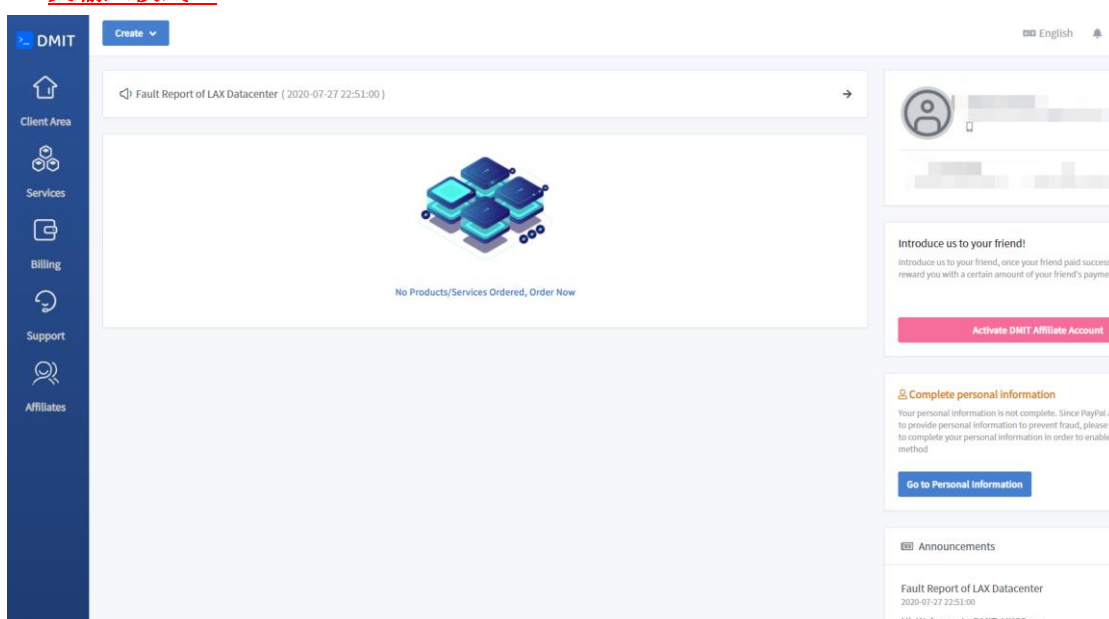 DMIT
Create
English
Client Area
Services
Billing
Support
Affiliates
Fault Report of LAX Datacenter ( 2020-07-27 22:51:00 )
No Products/Services Ordered, Order Now
Introduce us to your friend!
Introduce us to your friend, once your friend paid success
reward you with a certain amount of your friend's payme
Activate DMIT Affiliate Account
Complete personal information
Your personal information is not complete. Since PayPal
to provide personal information to prevent fraud, please
to complete your personal information in order to enable
method
Go to Personal Information
Announcements
Fault Report of LAX Datacenter
2020-07-27 22:51:00